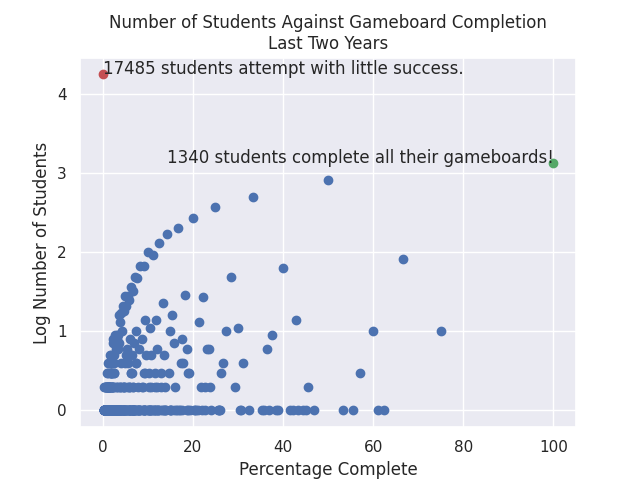 Number of Students Against Gameboard Completion
Last Two Years
17485 students attempt with little success.
1340 students complete all their gameboards!
Log Number of Students
4
3
2
1
0
0 20 40 60 80 100
Percentage Complete